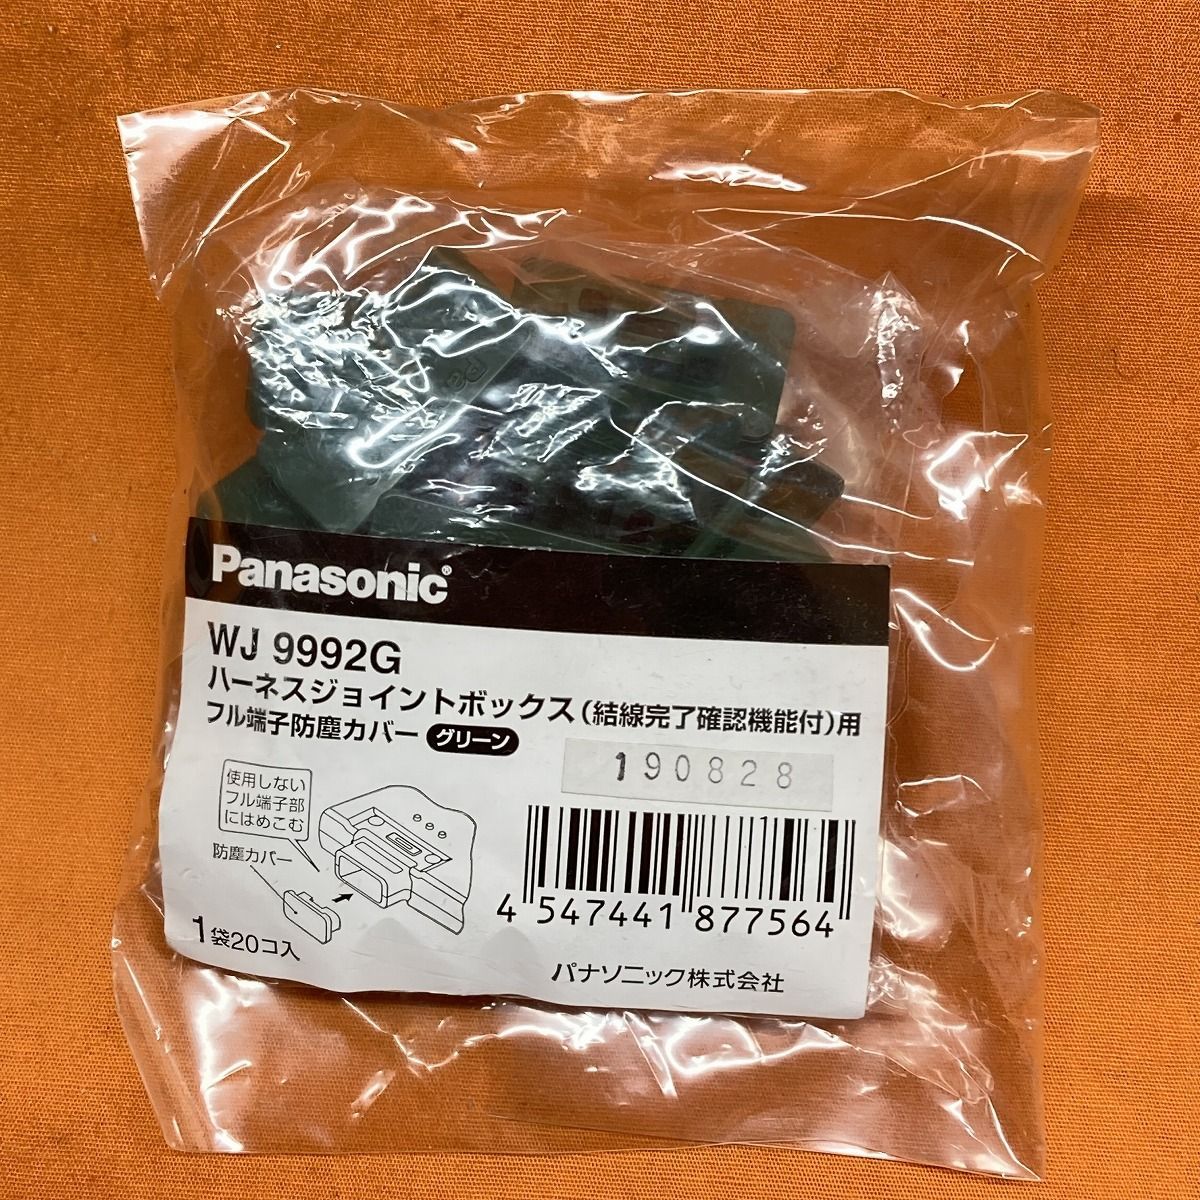 Panasonic®
WJ 9992G
ハーネスジョイントボックス(結線完了確認機能付)用
フル端子防塵カバー グリーン
190828
使用しない
フル端子部
にはめこむ
防塵カバー
1袋20コ入
1
4 547441 877564
パナソニック株式会社